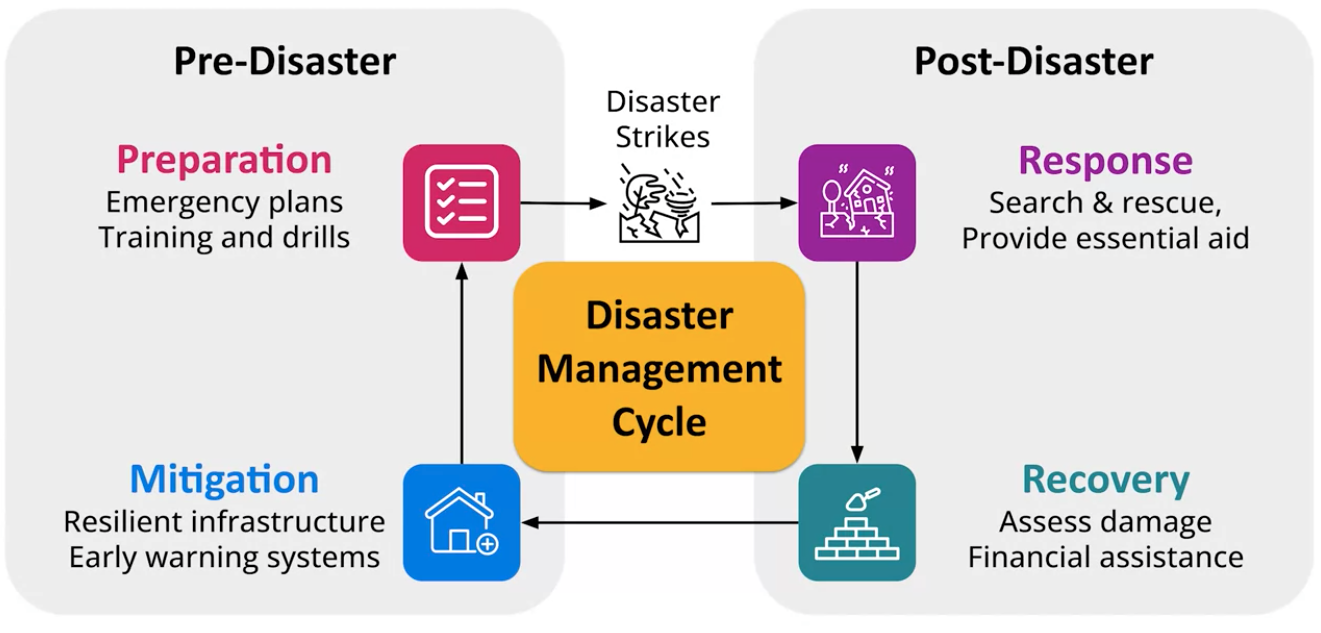 Pre-Disaster
Post-Disaster
Disaster
Strikes
Preparation
Emergency plans
Training and drills
Response
Search & rescue,
Provide essential aid
Disaster
Management
Cycle
Mitigation
Resilient infrastructure
Early warning systems
Recovery
Assess damage
Financial assistance